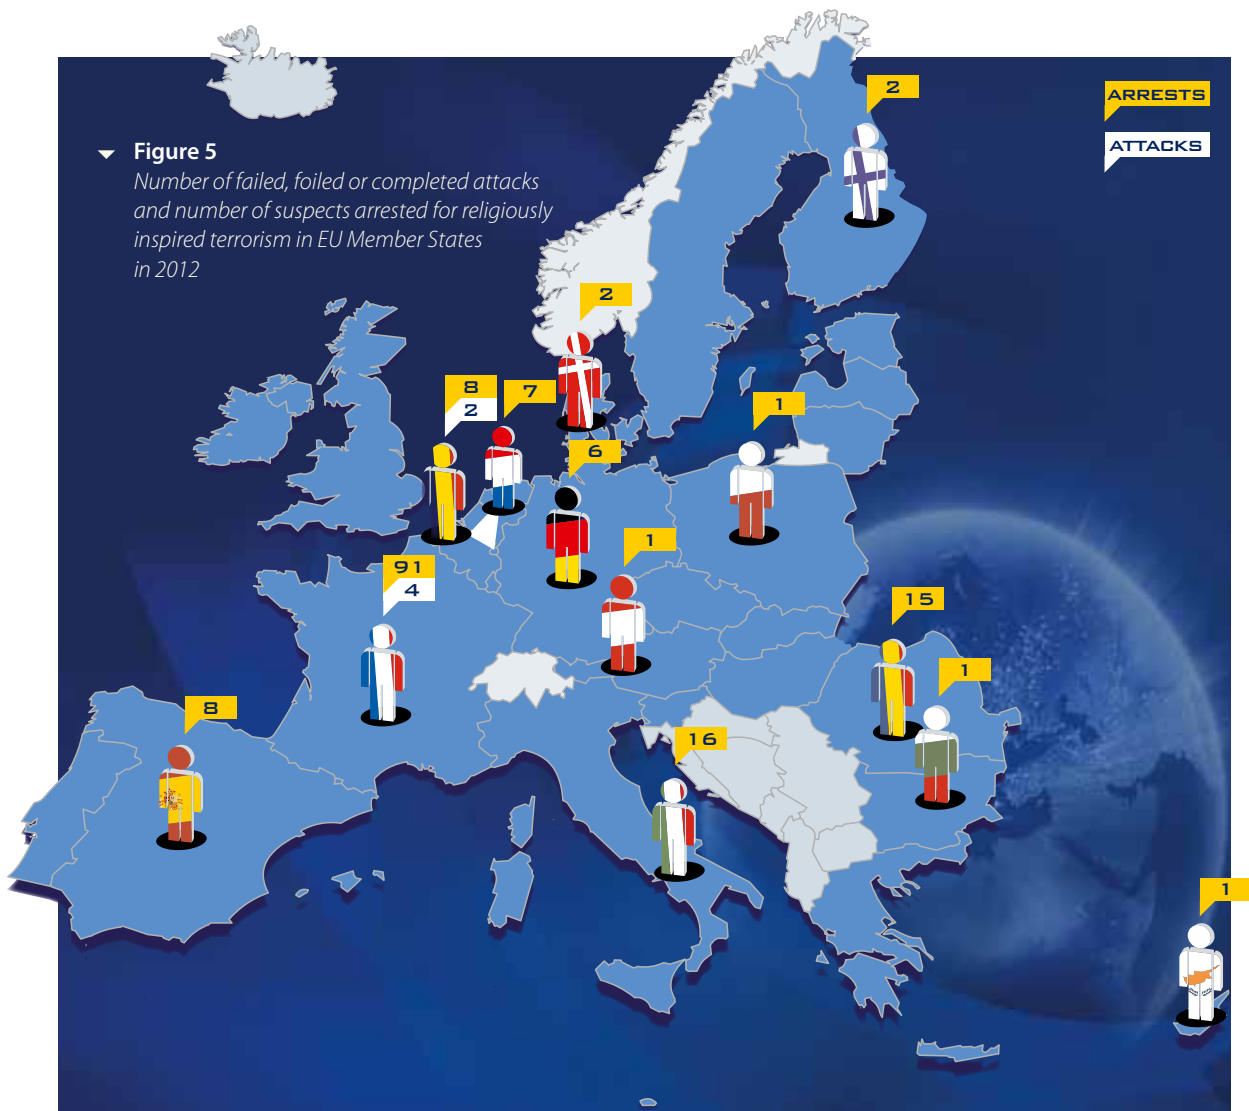 Figure 5
Number of failed, foiled or completed attacks
and number of suspects arrested for religiously
inspired terrorism in EU Member States
in 2012
ARRESTS
ATTACKS
2
2
8
2
7
1
6
1
91
4
15
1
8
16
1